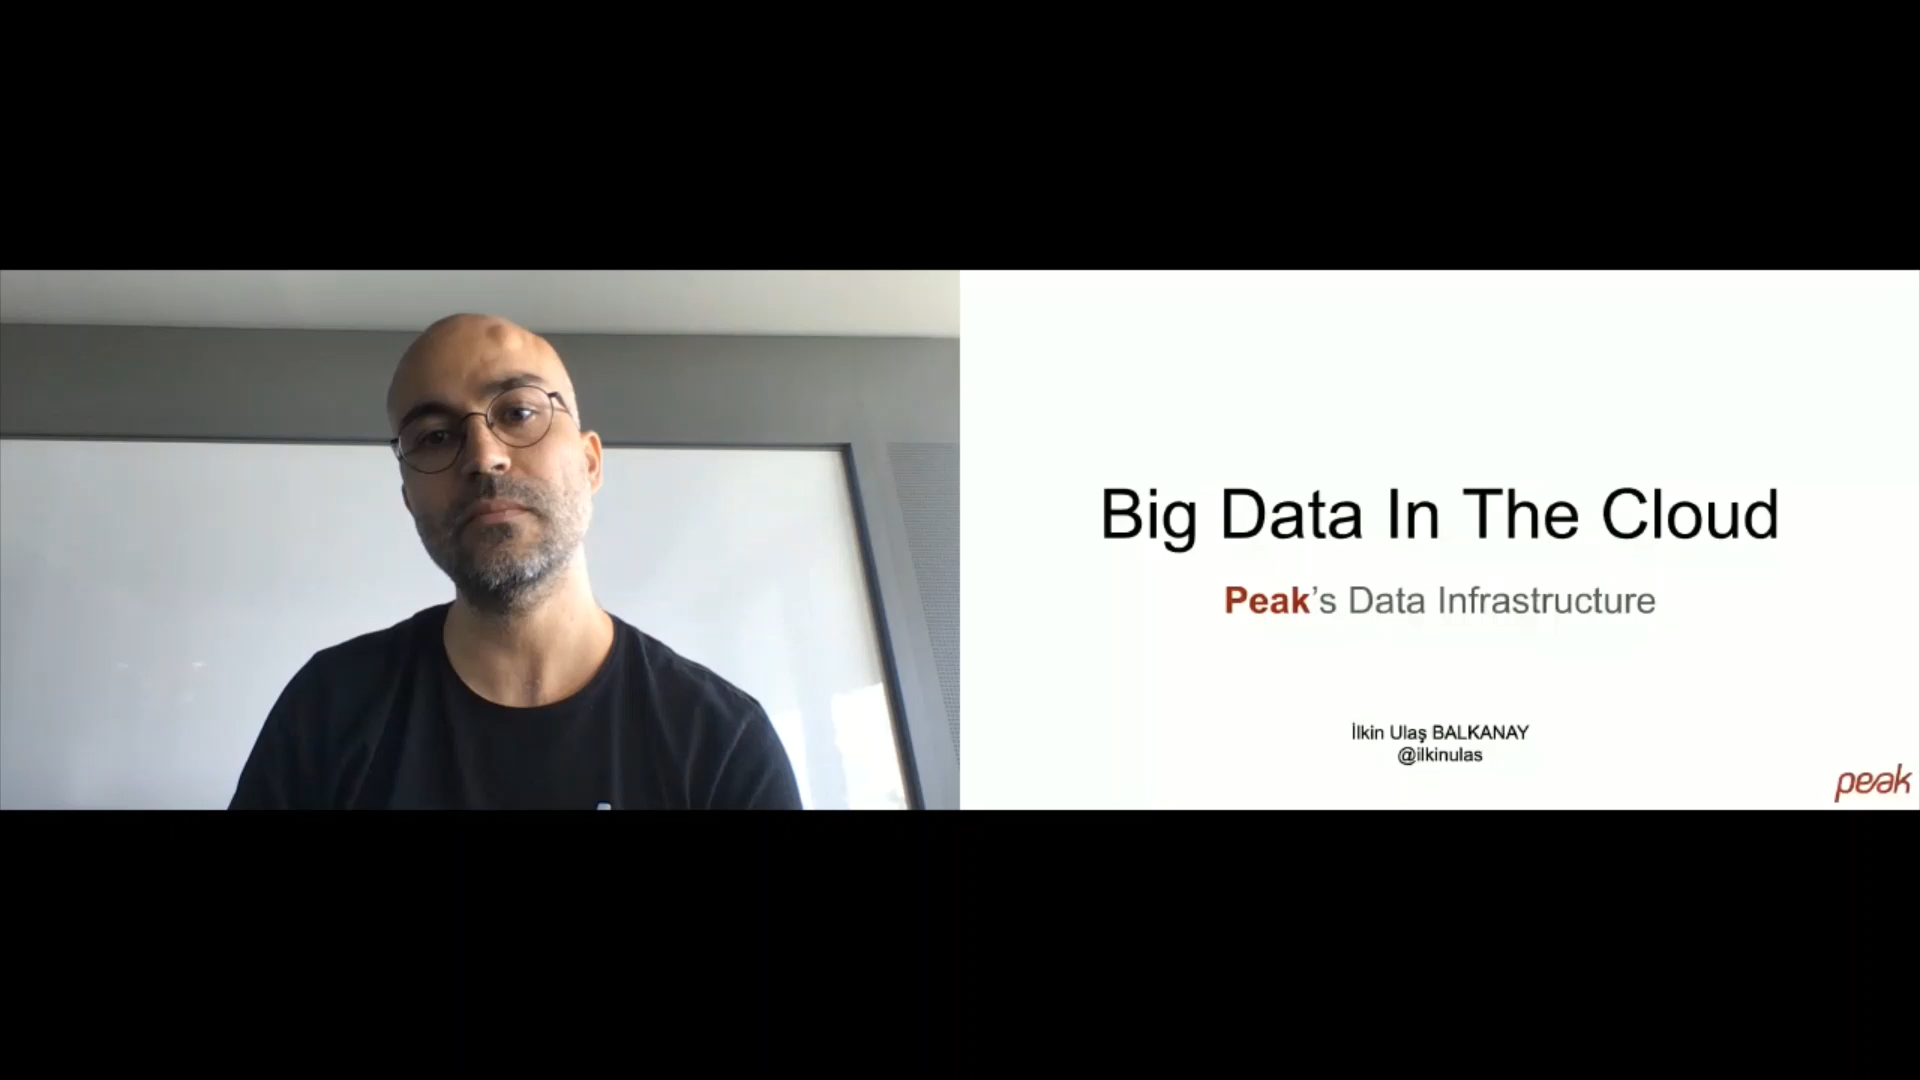 Big Data In The Cloud
Peak's Data Infrastructure
İlkin Ulaş BALKANAY
@ilkinulas
peak